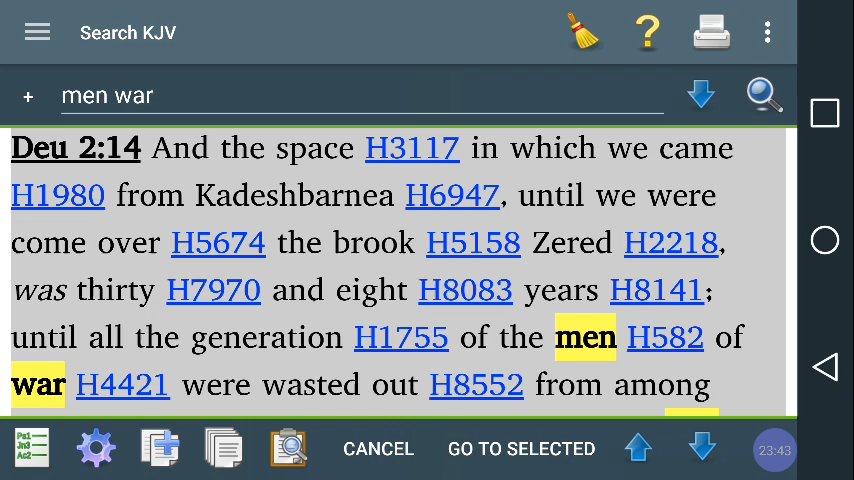 Search KJV
+ men war
Deu 2:14 And the space H3117 in which we came
H1980 from Kadeshbarnea H6947, until we were
come over H5674 the brook H5158 Zered H2218,
was thirty H7970 and eight H8083 years H8141;
until all the generation H1755 of the men H582 of
war H4421 were wasted out H8552 from among
Ps1
Jn3
Ac2
CANCEL GO TO SELECTED 23:43